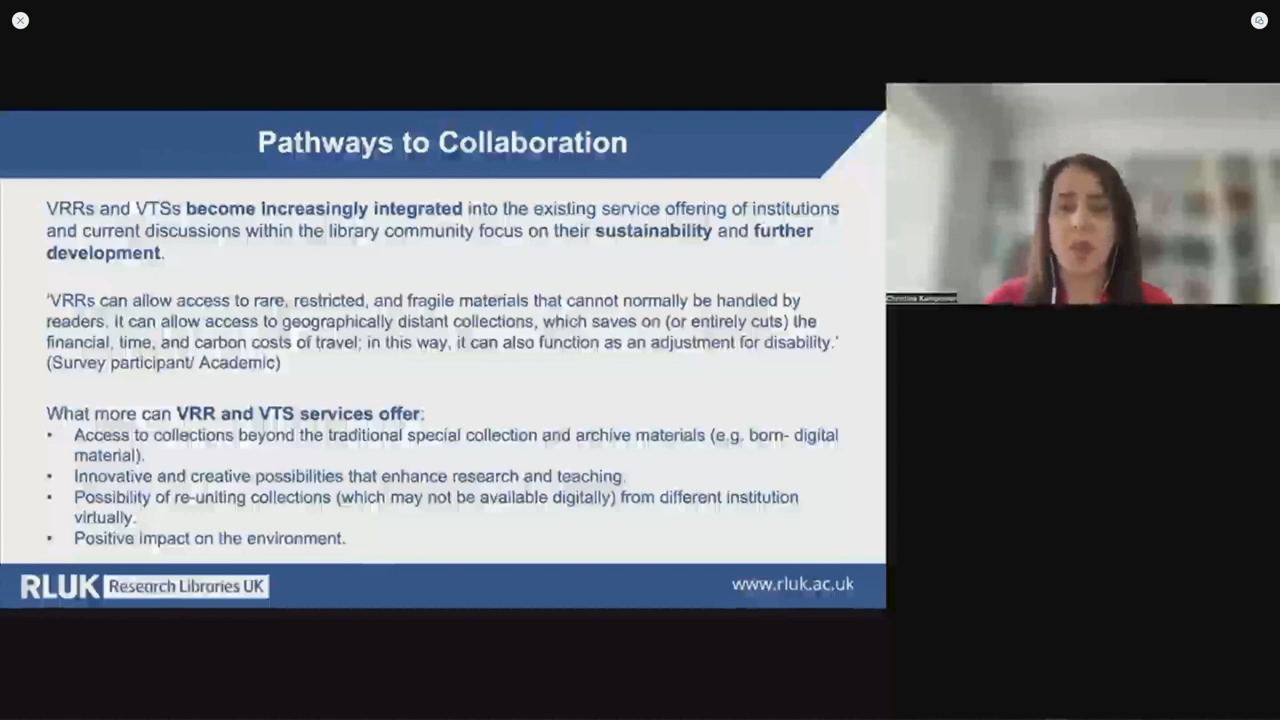 Pathways to Collaboration
VRRs and VTSs become increasingly integrated into the existing service offering of institutions
and current discussions within the library community focus on their sustainability and further
development.
‘VRRs can allow access to rare, restricted, and fragile materials that cannot normally be handled by
readers. It can allow access to geographically distant collections, which saves on (or entirely cuts) the
financial, time, and carbon costs of travel; in this way, it can also function as an adjustment for disability.’
(Survey participant/ Academic)
What more can VRR and VTS services offer:
• Access to collections beyond the traditional special collection and archive materials (e.g. born- digital
material).
• Innovative and creative possibilities that enhance research and teaching.
• Possibility of re-uniting collections (which may not be available digitally) from different institution
virtually.
• Positive impact on the environment.
RLUK Research Libraries UK
www.rluk.ac.uk
Christina